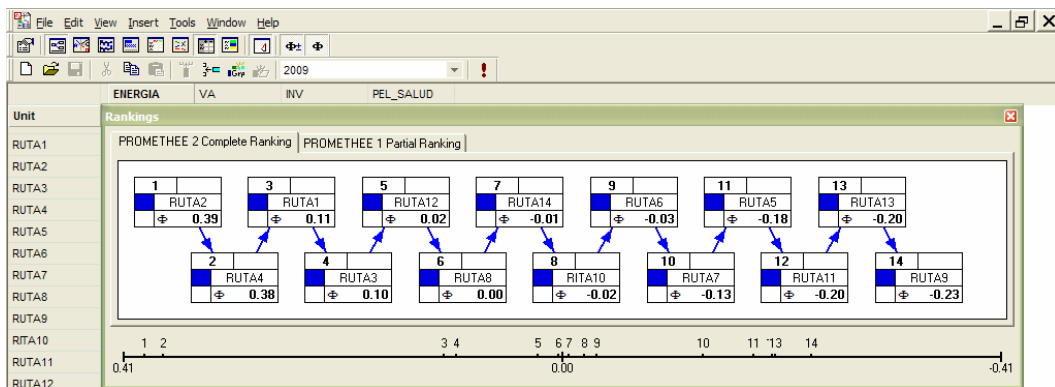 File Edit View Insert Tools Window Help
2009
ENERGIA VA INV PEL_SALUD
Unit
Rankings
PROMETHEE 2 Complete Ranking PROMETHEE 1 Partial Ranking
RUTA1
RUTA2
RUTA3
RUTA4
RUTA5
RUTA6
RUTA7
RUTA8
RUTA9
RITA10
RUTA11
RUTA12
1
RUTA2
Φ 0.39
2
RUTA4
Φ 0.38
3
RUTA1
Φ 0.11
4
RUTA3
Φ 0.10
5
RUTA12
Φ 0.02
6
RUTA8
Φ 0.00
7
RUTA14
Φ -0.01
8
RITA10
Φ -0.02
9
RUTA6
Φ -0.03
10
RUTA7
Φ -0.13
11
RUTA5
Φ -0.18
12
RUTA11
Φ -0.20
13
RUTA13
Φ -0.20
14
RUTA9
Φ -0.23
1 2 3 4 5 6 7 8 9 10 11 13 14
0.41 0.00 -0.41